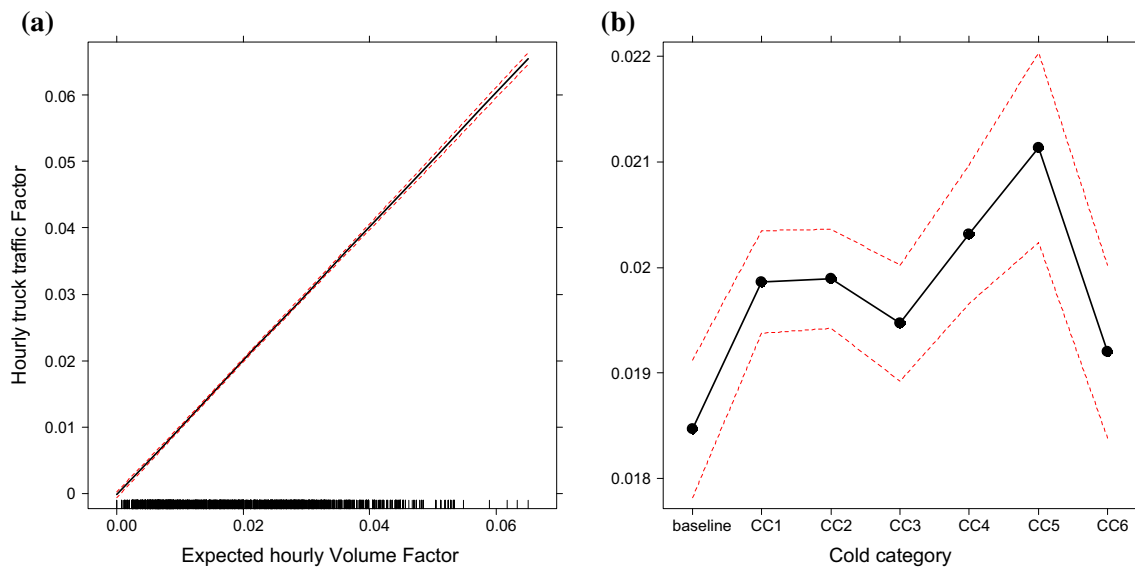 (a)
Hourly truck traffic Factor
0.06
0.05
0.04
0.03
0.02
0.01
0
0.00 0.02 0.04 0.06
Expected hourly Volume Factor
(b)
0.022
0.021
0.02
0.019
0.018
baseline CC1 CC2 CC3 CC4 CC5 CC6
Cold category